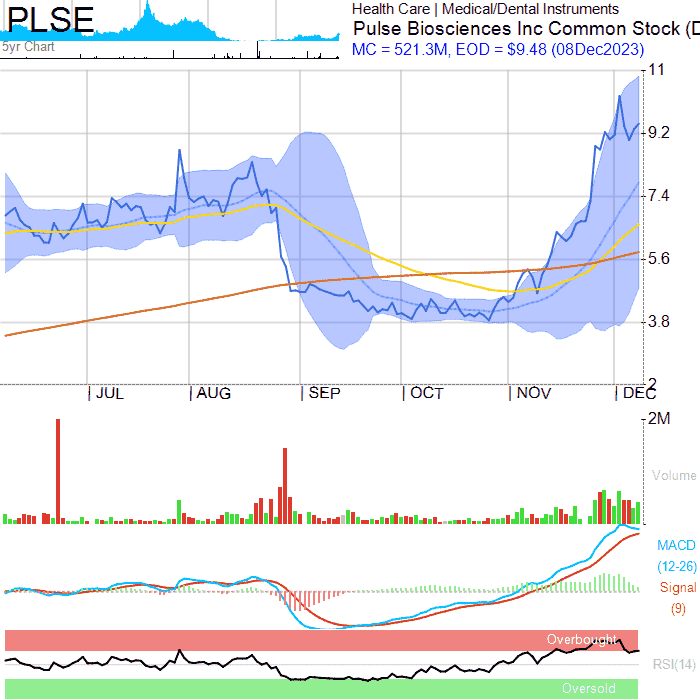 PLSE
5yr Chart
Health Care | Medical/Dental Instruments
Pulse Biosciences Inc Common Stock (D
MC = 521.3M, EOD = $9.48 (08Dec2023)
11
9.2
7.4
5.6
3.8
2
JUL AUG SEP OCT NOV DEC
2M
Volume
MACD
(12-26)
Signal
(9)
Overbought
RSI(14)
Oversold